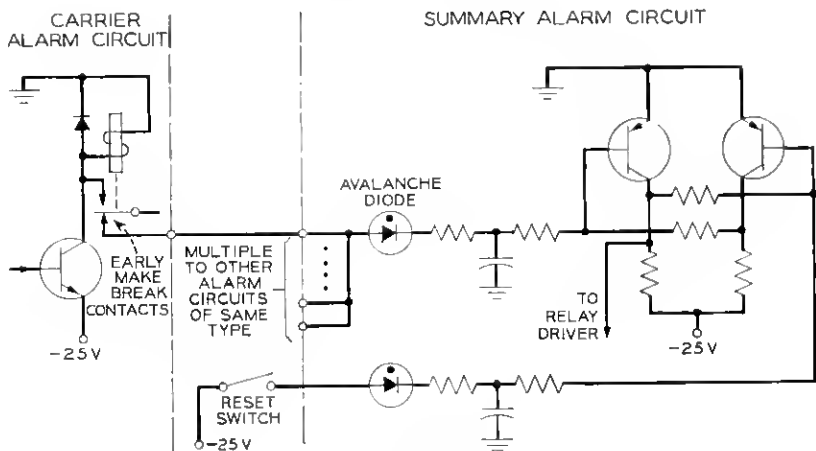 CARRIER
ALARM CIRCUIT
SUMMARY ALARM CIRCUIT
AVALANCHE
DIODE
EARLY
MAKE
BREAK
CONTACTS
-25V
MULTIPLE
TO OTHER
ALARM
CIRCUITS
OF SAME
TYPE
TO
RELAY
DRIVER
-25V
RESET
SWITCH
-25V